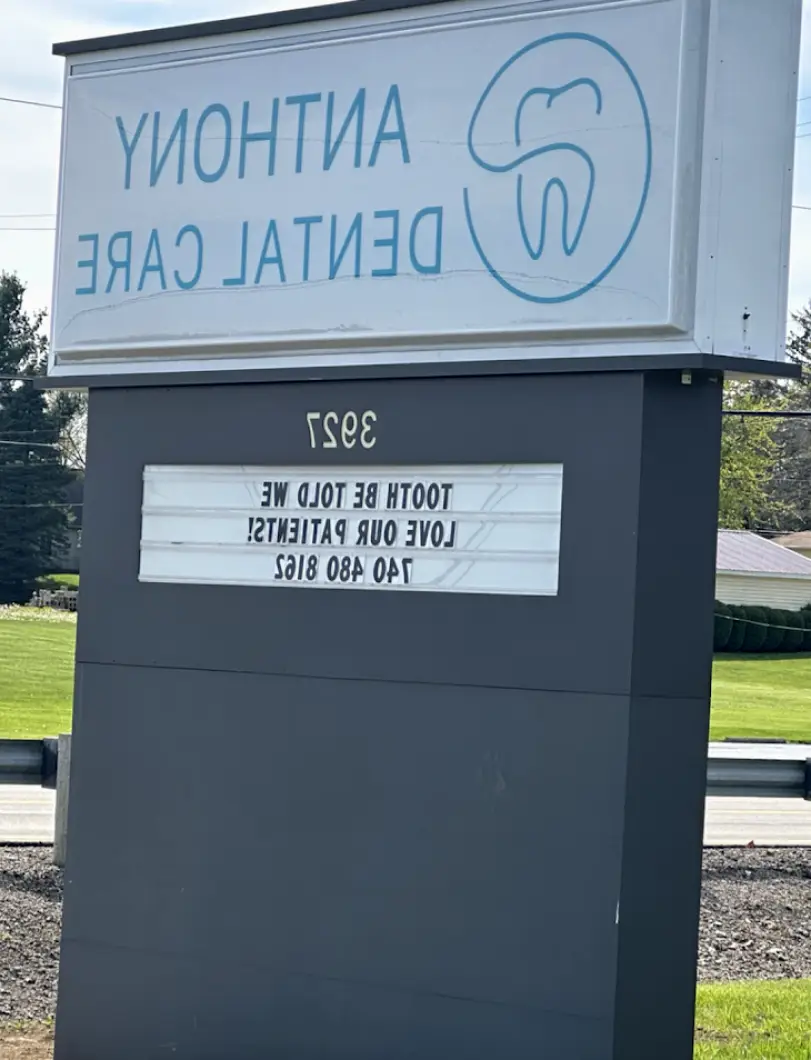 ANTHONY
DENTAL CARE
3927
TOOTH BE TOLD WE
LOVE OUR PATIENTS!
740 480 8162